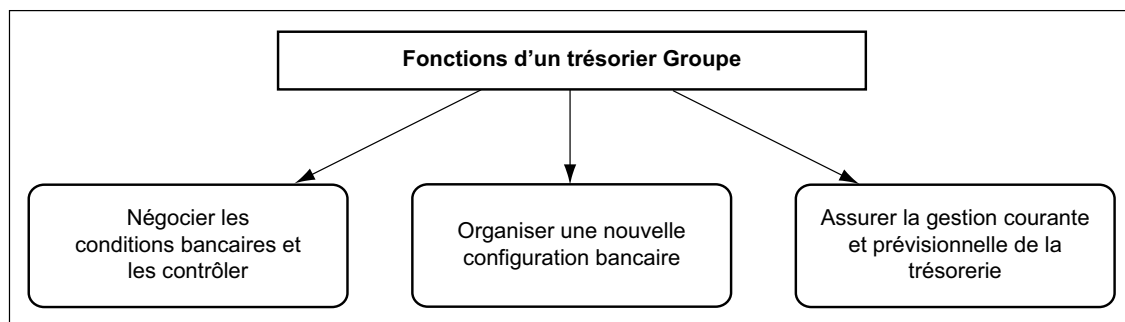 Fonctions d'un trésorier Groupe
Négocier les
conditions bancaires et
les contrôler
Organiser une nouvelle
configuration bancaire
Assurer la gestion courante
et prévisionnelle de la
trésorerie